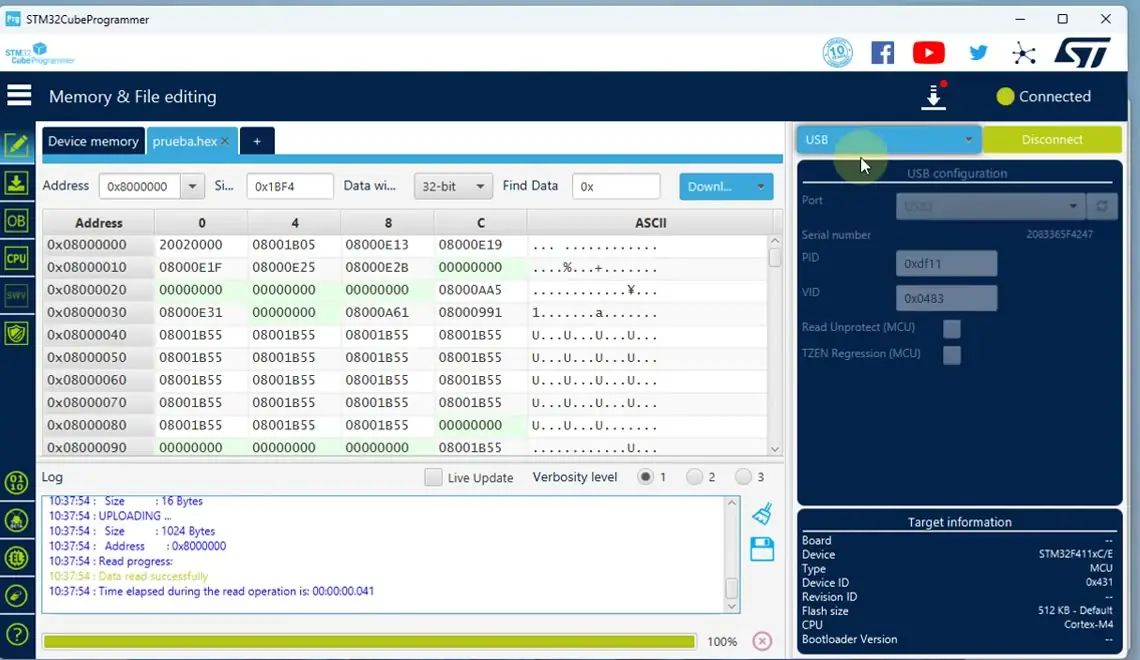 Prg STM32CubeProgrammer
STM32
CubeProgrammer
10
Memory & File editing
Connected
Device memory prueba.hex × +
USB Disconnect
Address 0x8000000 Si... 0x1BF4 Data wi... 32-bit Find Data 0x Downl...
USB configuration
Port
Serial number 2083365F4247
PID 0xdf11
VID 0x0483
Read Unprotect (MCU)
TZEN Regression (MCU)
Address 0 4 8 C ASCII
0x08000000 20020000 08001B05 08000E13 08000E19 ... ............
0x08000010 08000E1F 08000E25 08000E2B 00000000 ....%...+.......
0x08000020 00000000 00000000 00000000 08000AA5 ............¥...
0x08000030 08000E31 00000000 08000A61 08000991 1.......a.......
0x08000040 08001B55 08001B55 08001B55 08001B55 U...U...U...U...
0x08000050 08001B55 08001B55 08001B55 08001B55 U...U...U...U...
0x08000060 08001B55 08001B55 08001B55 08001B55 U...U...U...U...
0x08000070 08001B55 08001B55 08001B55 08001B55 U...U...U...U...
0x08000080 08001B55 08001B55 08001B55 00000000 U...U...U.......
0x08000090 00000000 00000000 00000000 08001B55 ............U...
OB
CPU
SWV
Log Live Update Verbosity level 1 2 3
10:37:54 : Size : 16 Bytes
10:37:54 : UPLOADING ...
10:37:54 : Size : 1024 Bytes
10:37:54 : Address : 0x8000000
10:37:54 : Read progress:
10:37:54 : Data read successfully
10:37:54 : Time elapsed during the read operation is: 00:00:00.041
100%
Target information
Board --
Device STM32F411xC/E
Type MCU
Device ID 0x431
Revision ID --
Flash size 512 KB - Default
CPU Cortex-M4
Bootloader Version --